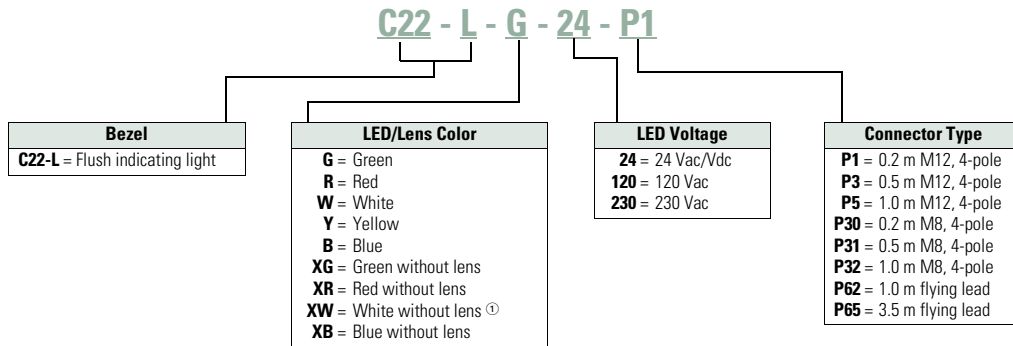 C22 - L - G - 24 - P1
Bezel
C22-L = Flush indicating light
LED/Lens Color
G = Green
R = Red
W = White
Y = Yellow
B = Blue
XG = Green without lens
XR = Red without lens
XW = White without lens ①
XB = Blue without lens
LED Voltage
24 = 24 Vac/Vdc
120 = 120 Vac
230 = 230 Vac
Connector Type
P1 = 0.2 m M12, 4-pole
P3 = 0.5 m M12, 4-pole
P5 = 1.0 m M12, 4-pole
P30 = 0.2 m M8, 4-pole
P31 = 0.5 m M8, 4-pole
P32 = 1.0 m M8, 4-pole
P62 = 1.0 m flying lead
P65 = 3.5 m flying lead